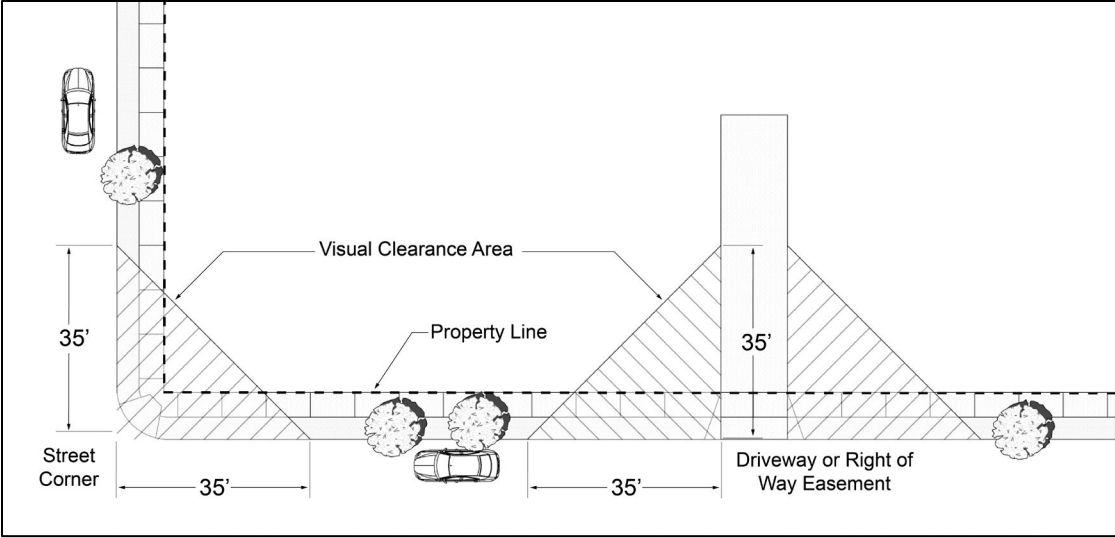 Visual Clearance Area
Property Line
35’
35’
Street
Corner
35’
35’
Driveway or Right of
Way Easement